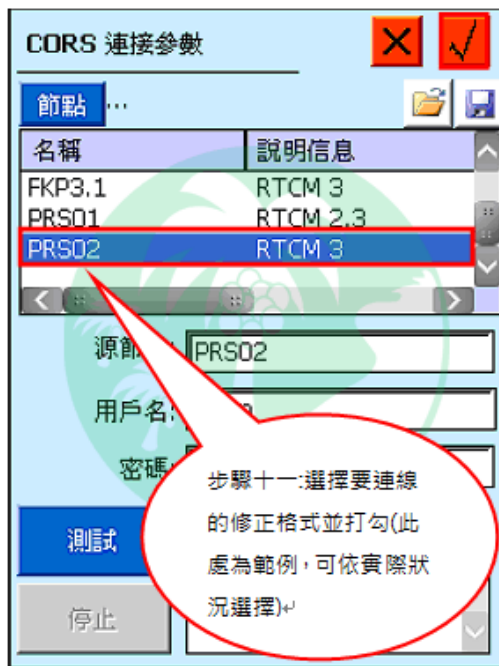 CORS 連接參數
節點 ...
名稱 說明信息
FKP3.1 RTCM 3
PRS01 RTCM 2.3
PRS02 RTCM 3
源節 PRS02
用戶名:
密碼:
步驟十一:選擇要連線
的修正格式並打勾(此
處為範例，可依實際狀
況選擇)↵
測試
停止